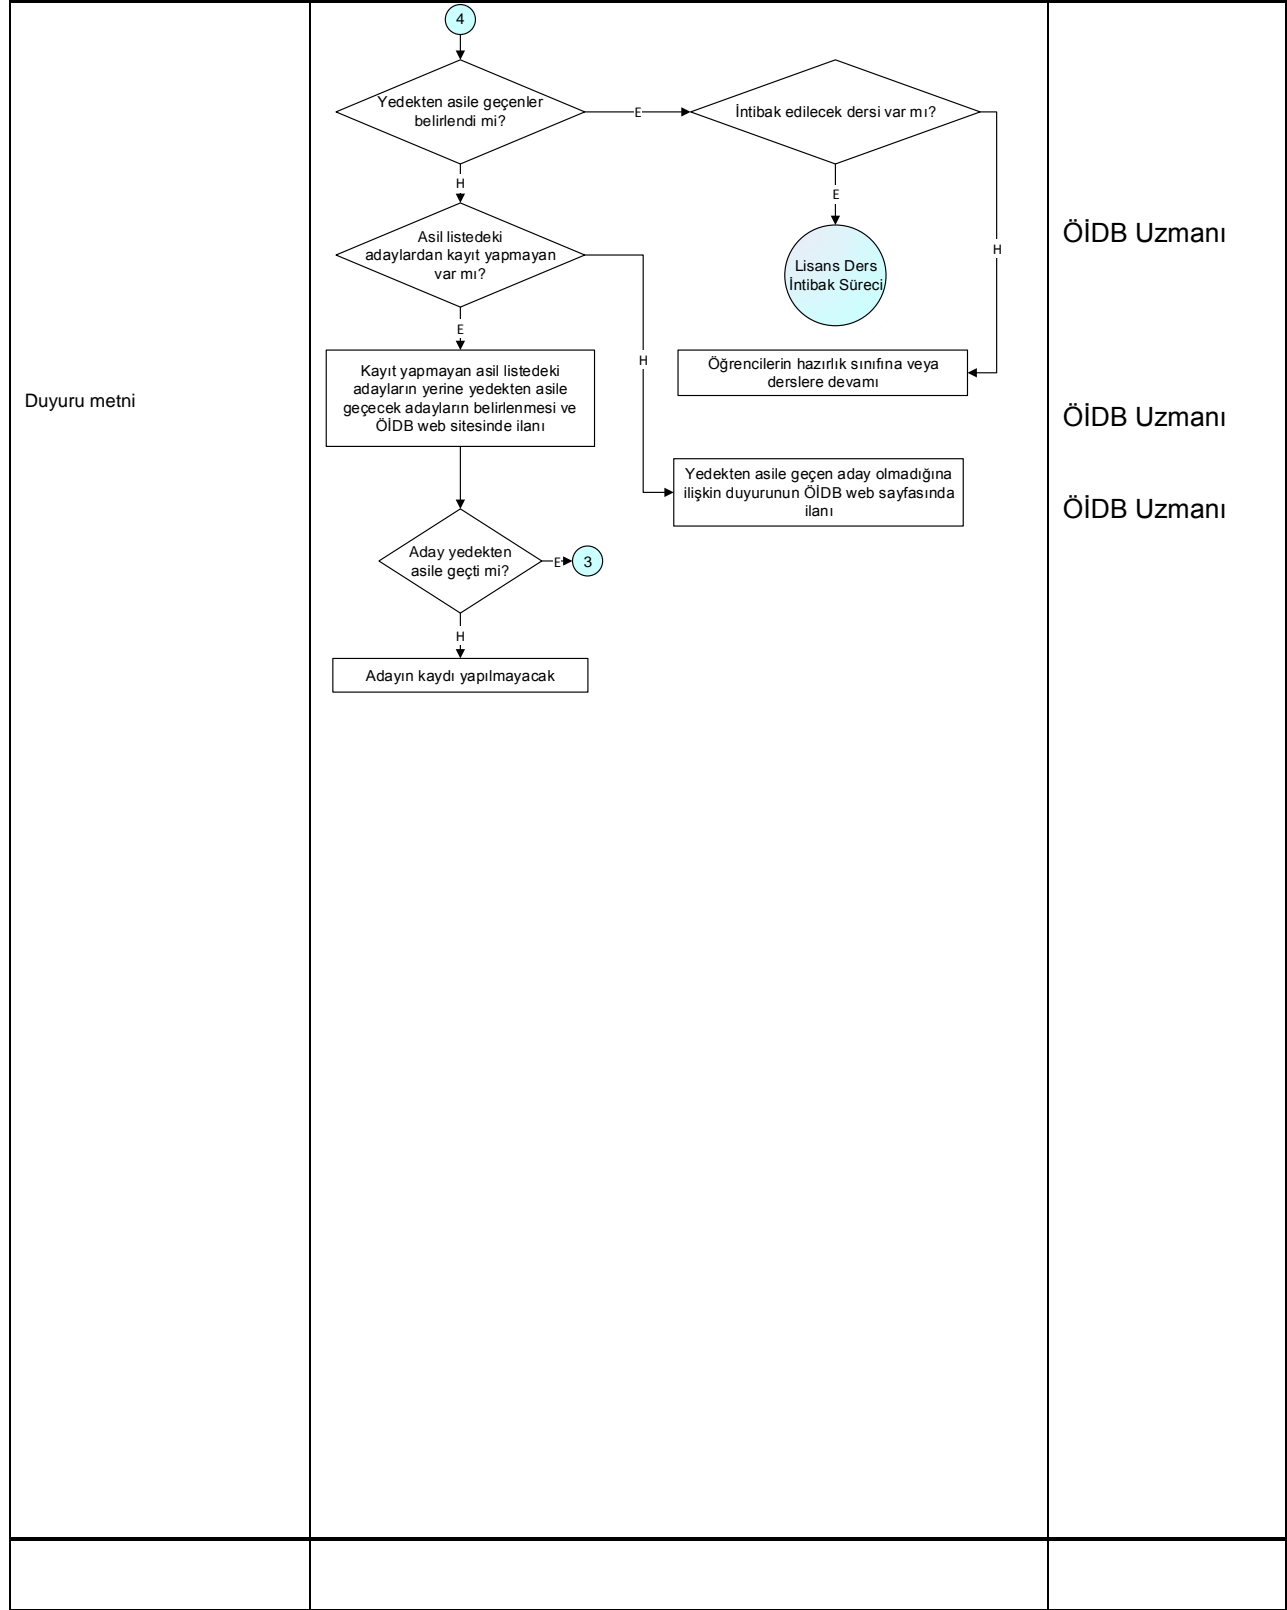 4
Yedekten asile geçenler
belirlendi mi?
E
İntibak edilecek dersi var mı?
H
E
H
Asil listedeki
adaylardan kayıt yapmayan
var mı?
Lisans Ders
İntibak Süreci
ÖİDB Uzmanı
E
H
Kayıt yapmayan asil listedeki
adayların yerine yedekten asile
geçecek adayların belirlenmesi ve
ÖİDB web sitesinde ilanı
Öğrencilerin hazırlık sınıfına veya
derslere devamı
Duyuru metni
ÖİDB Uzmanı
Yedekten asile geçen aday olmadığına
ilişkin duyurunun ÖİDB web sayfasında
ilanı
ÖİDB Uzmanı
Aday yedekten
asile geçti mi?
E
3
H
Adayın kaydı yapılmayacak